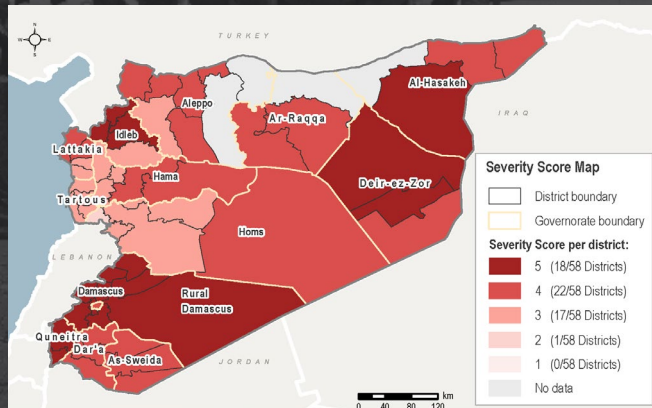 N
W
E
S
TURKEY
Al-Hasakeh
Aleppo
Ar-Raqqa
IRAQ
Idleb
Lattakia
Hama
Deir-ez-Zor
Tartous
Homs
LEBANON
Damascus
Rural
Damascus
Quneitra
Dar'a
As-Sweida
JORDAN
km
0 40 80 120
Severity Score Map
District boundary
Governorate boundary
Severity Score per district:
5 (18/58 Districts)
4 (22/58 Districts)
3 (17/58 Districts)
2 (1/58 Districts)
1 (0/58 Districts)
No data